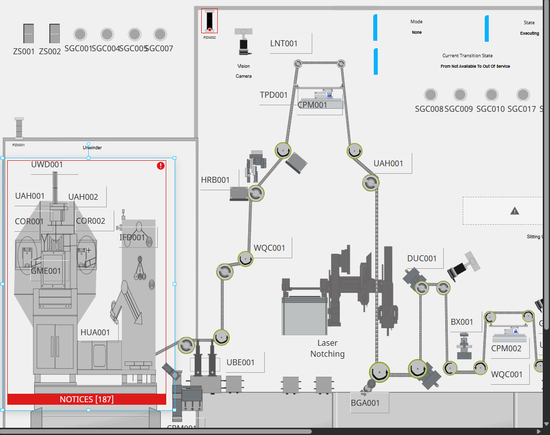 ZS001
ZS002
SGC001
SGC004
SGC005
SGC007
LNT001
Vision
Camera
Mode
None
State
Executing
Current Transition State
From Not Available To Out Of Service
TPD001
CPM001
SGC008
SGC009
SGC010
SGC017
Unwinder
UWD001
UAH001
UAH002
COR001
COR002
IFD001
GME001
HUA001
NOTICES [187]
HRB001
UAH001
WQC001
DUC001
Laser
Notching
BX001
CPM002
WQC001
UBE001
BGA001
CPM001
Slitting